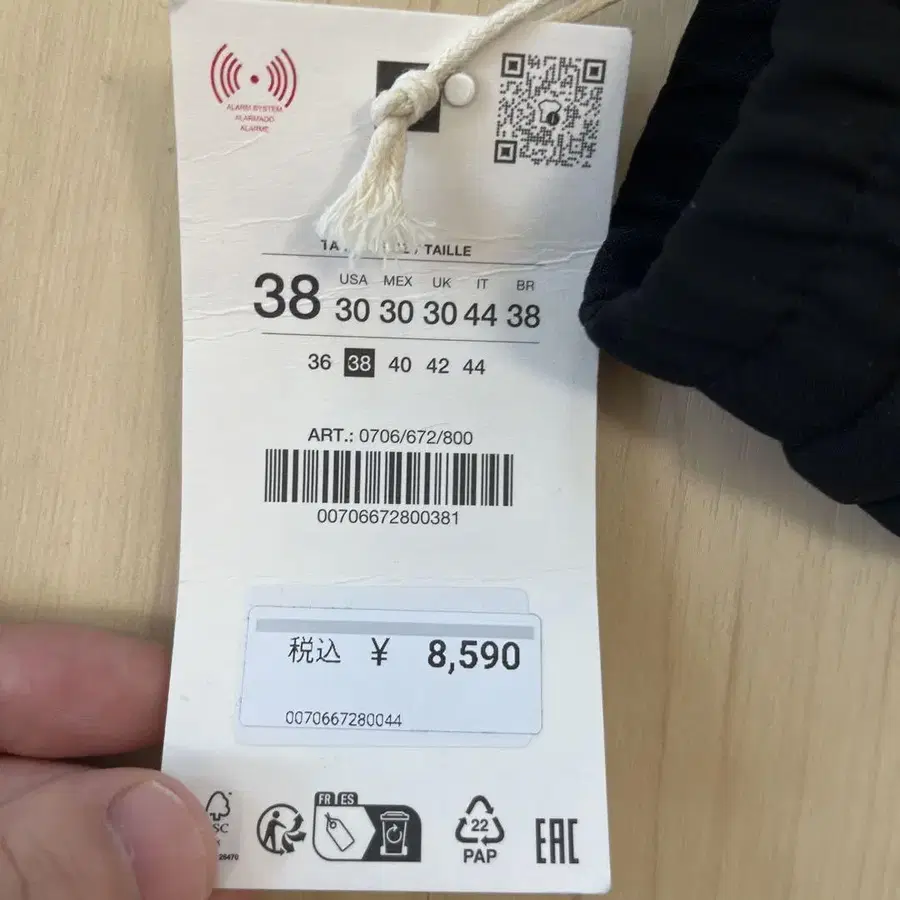 ALARM SYSTEM
ALARMADO
ALARME
/ TAILLE
38
USA MEX UK IT BR
30 30 30 44 38
36 38 40 42 44
ART.: 0706/672/800
00706672800381
税込 ¥ 8,590
0070667280044
FR ES
22
PAP
EAC